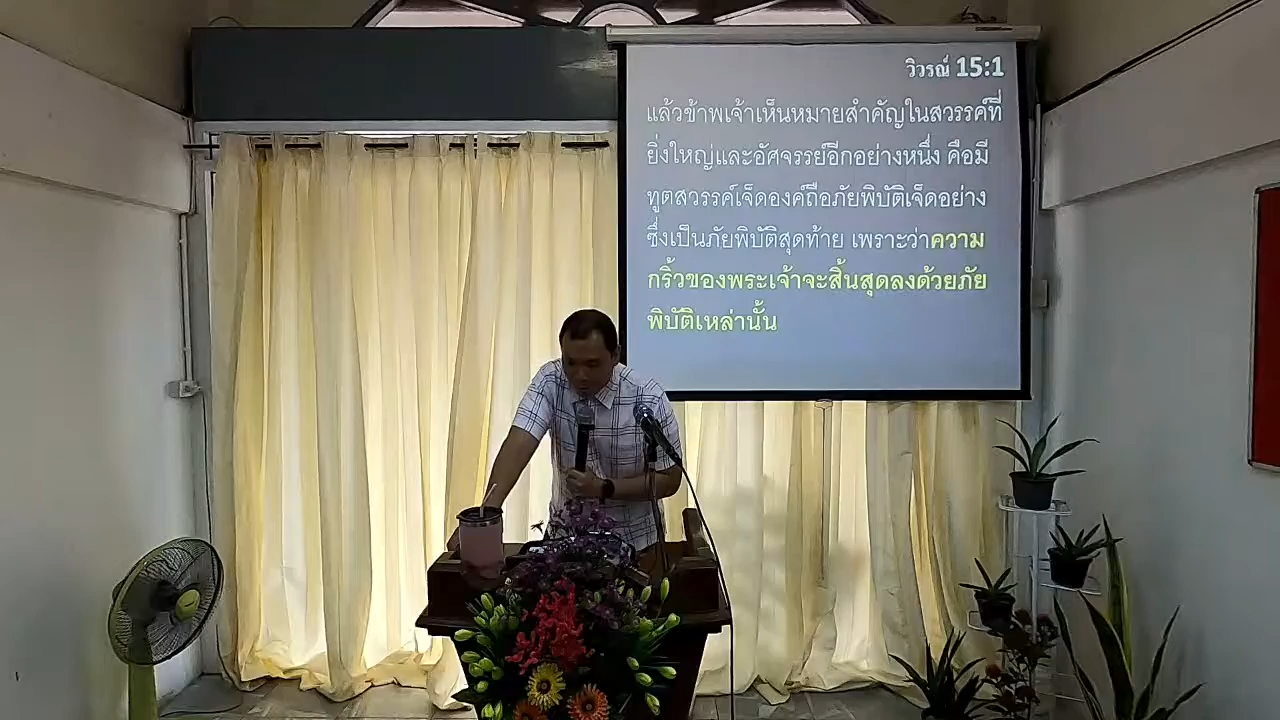 วิวรณ์ 15:1
แล้วข้าพเจ้าเห็นหมายสำคัญในสวรรค์ที่
ยิ่งใหญ่และอัศจรรย์อีกอย่างหนึ่ง คือมี
ทูตสวรรค์เจ็ดองค์ถือภัยพิบัติเจ็ดอย่าง
ซึ่งเป็นภัยพิบัติสุดท้าย เพราะว่าความ
กริ้วของพระเจ้าจะสิ้นสุดลงด้วยภัย
พิบัติเหล่านั้น